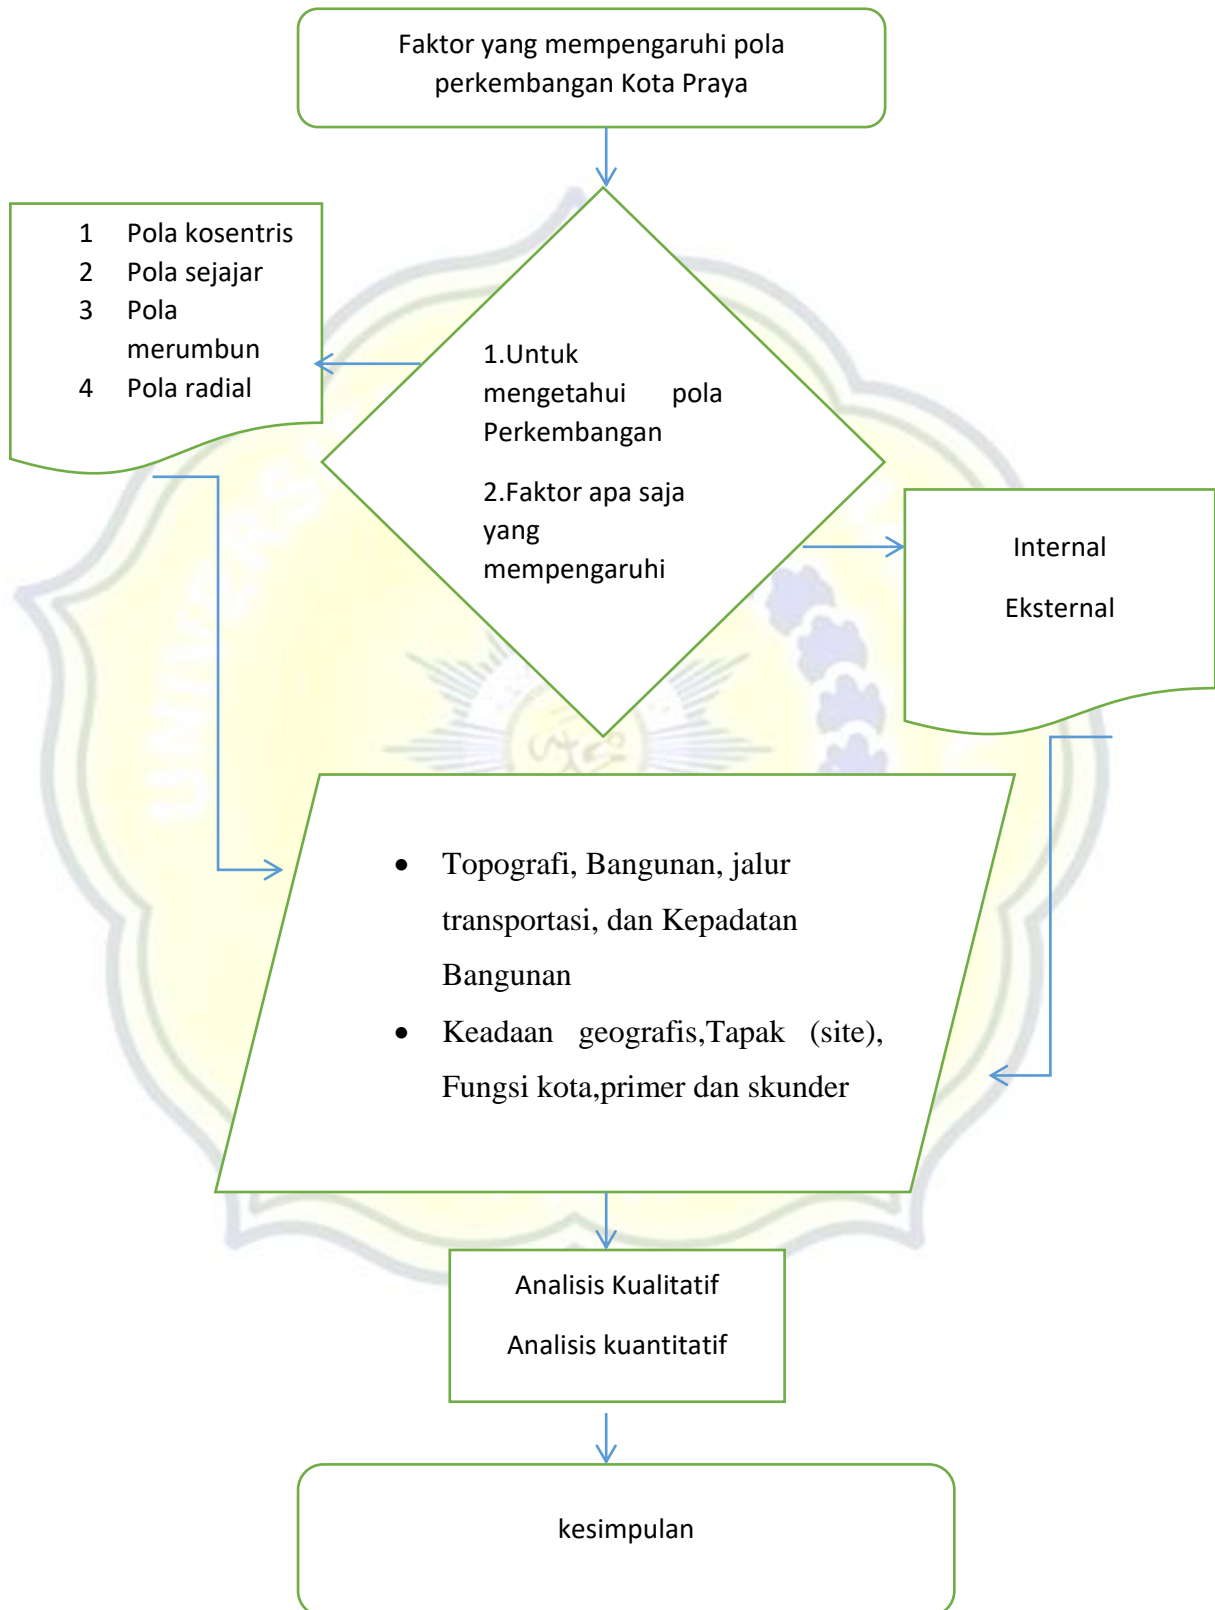 Faktor yang mempengaruhi pola
perkembangan Kota Praya
1 Pola kosentris
2 Pola sejajar
3 Pola
merumbun
4 Pola radial
1.Untuk
mengetahui pola
Perkembangan
2.Faktor apa saja
yang
mempengaruhi
Internal
Eksternal
• Topografi, Bangunan, jalur
transportasi, dan Kepadatan
Bangunan
• Keadaan geografis,Tapak (site),
Fungsi kota,primer dan skunder
Analisis Kualitatif
Analisis kuantitatif
kesimpulan